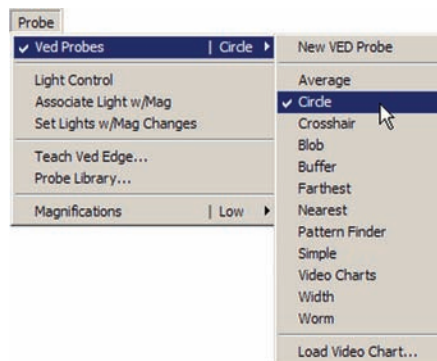 Probe
Ved Probes | Circle
Light Control
Associate Light w/Mag
Set Lights w/Mag Changes
Teach Ved Edge...
Probe Library...
Magnifications | Low
New VED Probe
Average
Circle
Crosshair
Blob
Buffer
Farthest
Nearest
Pattern Finder
Simple
Video Charts
Width
Worm
Load Video Chart...